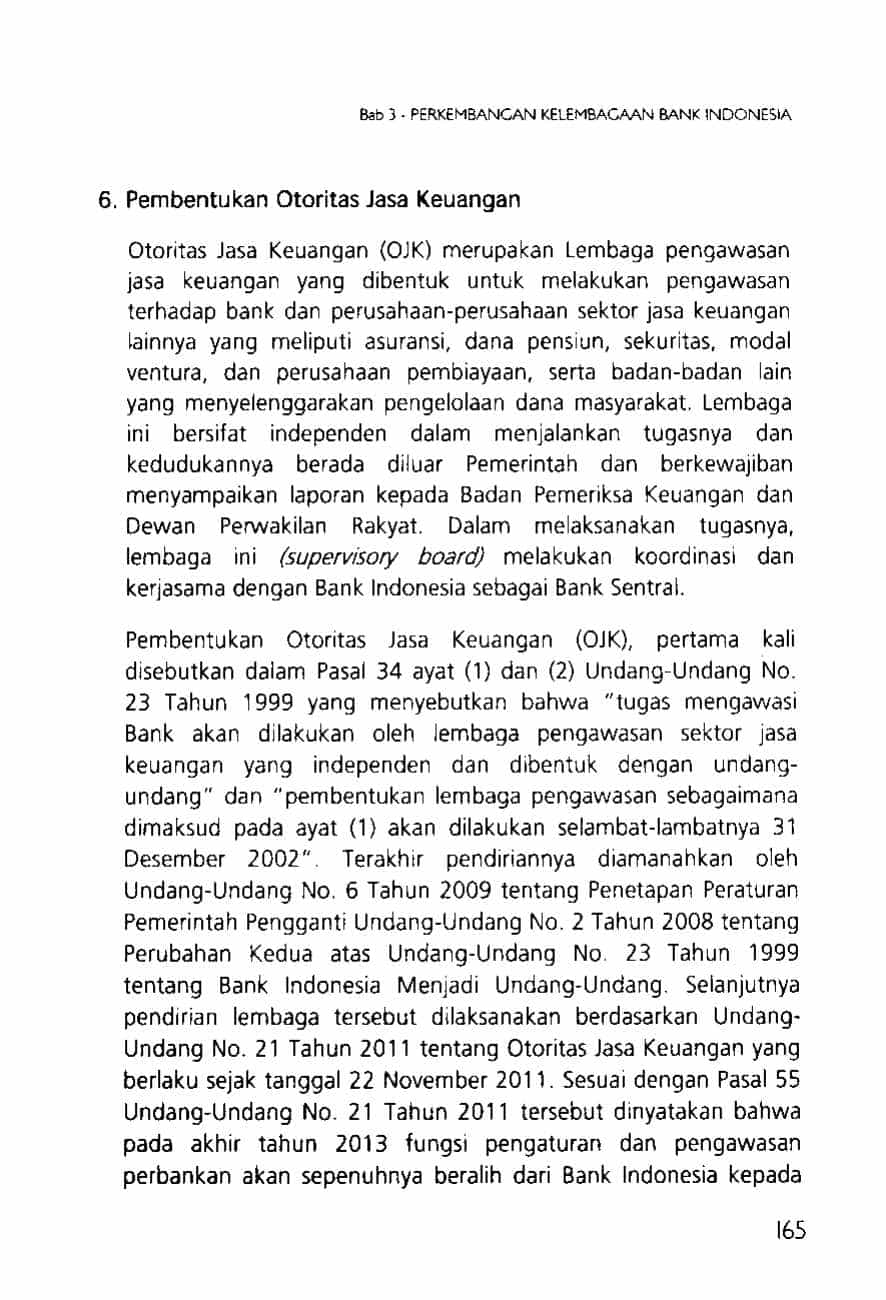 Bab 3 - PERKEMBANGAN KELEMBAGAAN BANK INDONESIA
6. Pembentukan Otoritas Jasa Keuangan
Otoritas Jasa Keuangan (OJK) merupakan Lembaga pengawasan
jasa keuangan yang dibentuk untuk melakukan pengawasan
terhadap bank dan perusahaan-perusahaan sektor jasa keuangan
lainnya yang meliputi asuransi, dana pensiun, sekuritas, modal
ventura, dan perusahaan pembiayaan, serta badan-badan lain
yang menyelenggarakan pengelolaan dana masyarakat. Lembaga
ini bersifat independen dalam menjalankan tugasnya dan
kedudukannya berada diluar Pemerintah dan berkewajiban
menyampaikan laporan kepada Badan Pemeriksa Keuangan dan
Dewan Perwakilan Rakyat. Dalam melaksanakan tugasnya,
lembaga ini (supervisory board) melakukan koordinasi dan
kerjasama dengan Bank Indonesia sebagai Bank Sentral.
Pembentukan Otoritas Jasa Keuangan (OJK), pertama kali
disebutkan dalam Pasal 34 ayat (1) dan (2) Undang-Undang No.
23 Tahun 1999 yang menyebutkan bahwa "tugas mengawasi
Bank akan dilakukan oleh lembaga pengawasan sektor jasa
keuangan yang independen dan dibentuk dengan undang-
undang" dan "pembentukan lembaga pengawasan sebagaimana
dimaksud pada ayat (1) akan dilakukan selambat-lambatnya 31
Desember 2002". Terakhir pendiriannya diamanahkan oleh
Undang-Undang No. 6 Tahun 2009 tentang Penetapan Peraturan
Pemerintah Pengganti Undang-Undang No. 2 Tahun 2008 tentang
Perubahan Kedua atas Undang-Undang No. 23 Tahun 1999
tentang Bank Indonesia Menjadi Undang-Undang. Selanjutnya
pendirian lembaga tersebut dilaksanakan berdasarkan Undang-
Undang No. 21 Tahun 2011 tentang Otoritas Jasa Keuangan yang
berlaku sejak tanggal 22 November 2011. Sesuai dengan Pasal 55
Undang-Undang No. 21 Tahun 2011 tersebut dinyatakan bahwa
pada akhir tahun 2013 fungsi pengaturan dan pengawasan
perbankan akan sepenuhnya beralih dari Bank Indonesia kepada
165